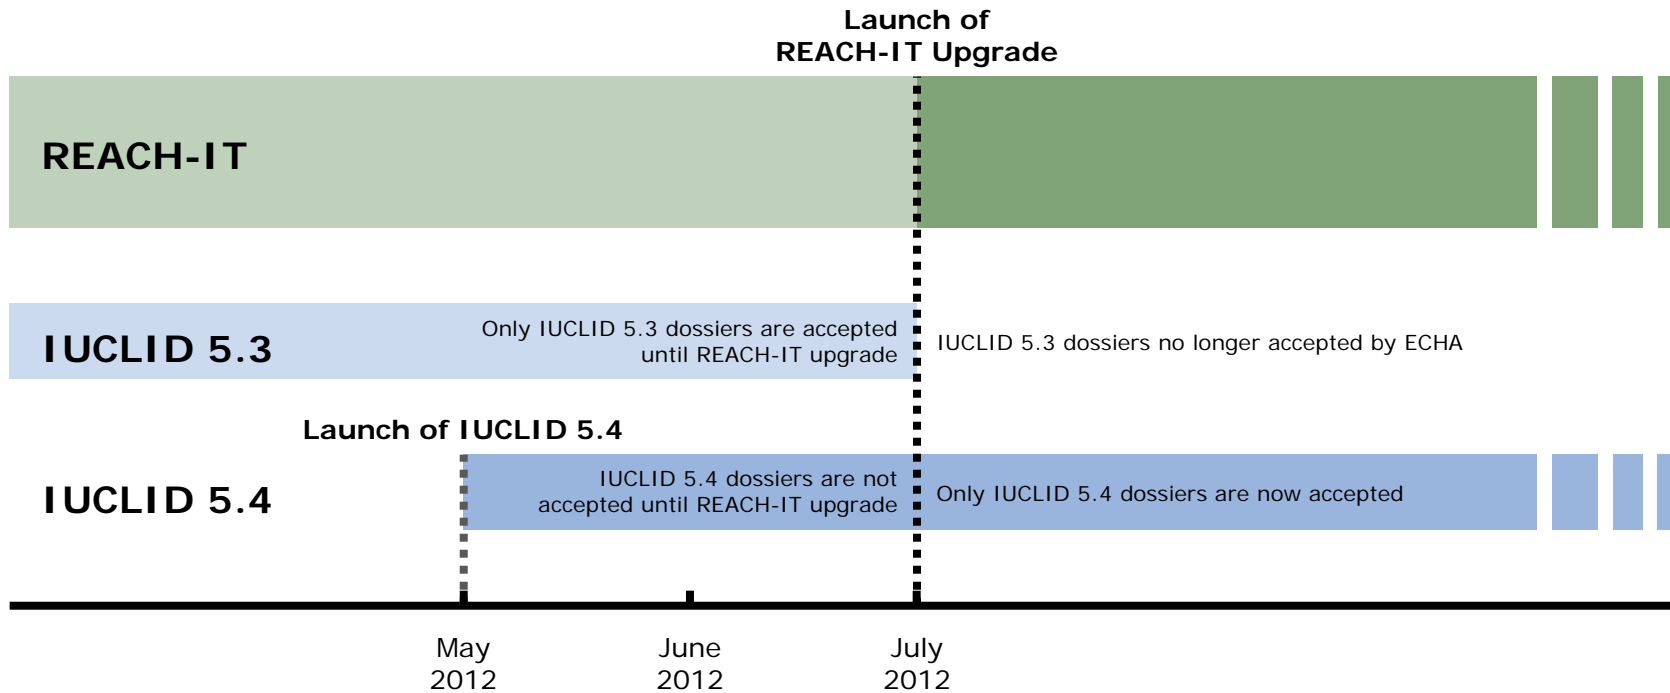 Launch of
REACH-IT Upgrade
REACH-IT
IUCLID 5.3
Only IUCLID 5.3 dossiers are accepted
until REACH-IT upgrade
IUCLID 5.3 dossiers no longer accepted by ECHA
Launch of IUCLID 5.4
IUCLID 5.4
IUCLID 5.4 dossiers are not
accepted until REACH-IT upgrade
Only IUCLID 5.4 dossiers are now accepted
May
2012
June
2012
July
2012